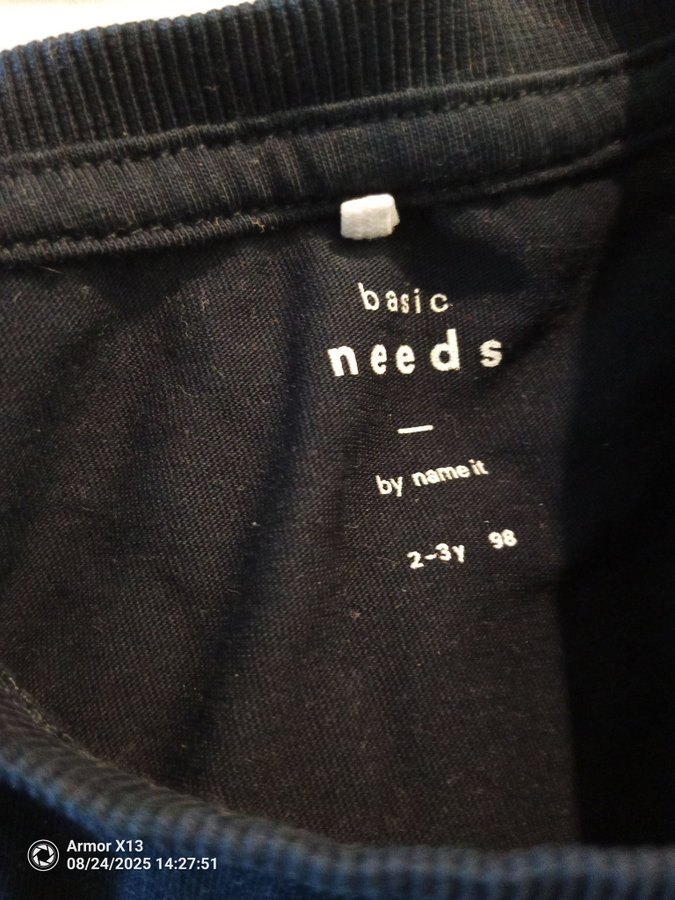 basic
needs
by name it
2-3y 98
Armor X13
08/24/2025 14:27:51